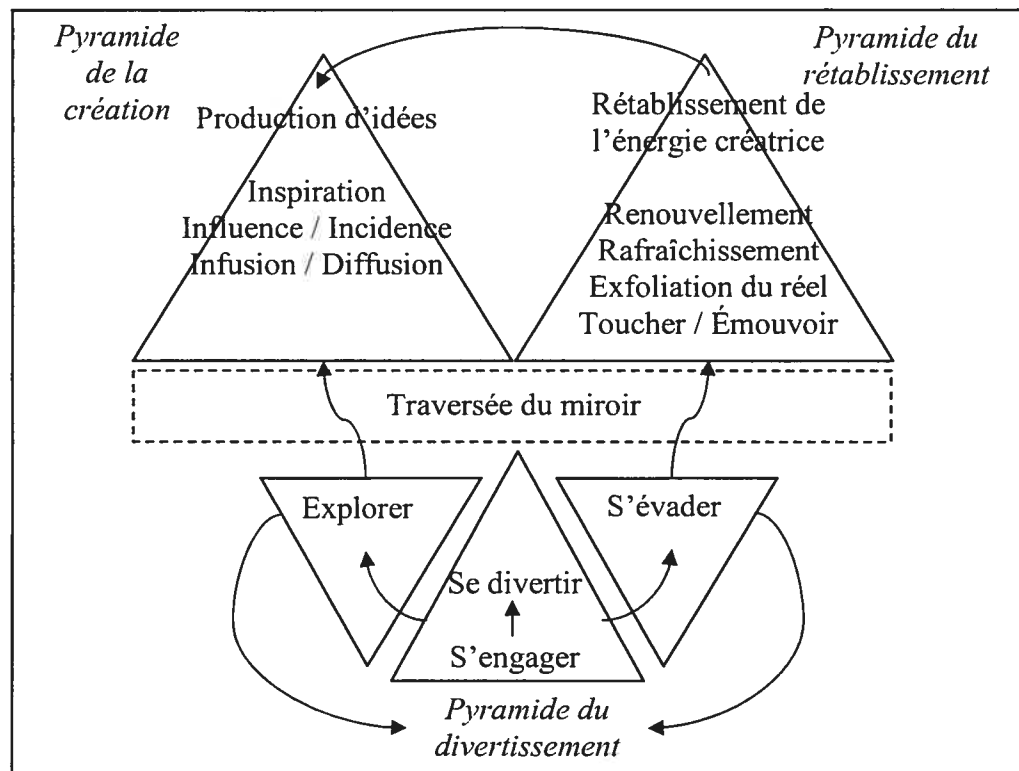 Pyramide
de la
création
Pyramide du
rétablissement
Production d'idées
Inspiration
Influence / Incidence
Infusion / Diffusion
Rétablissement de
l'énergie créatrice
Renouvellement
Rafraîchissement
Exfoliation du réel
Toucher / Émouvoir
Traversée du miroir
Explorer
S'évader
Se divertir
S'engager
Pyramide du
divertissement